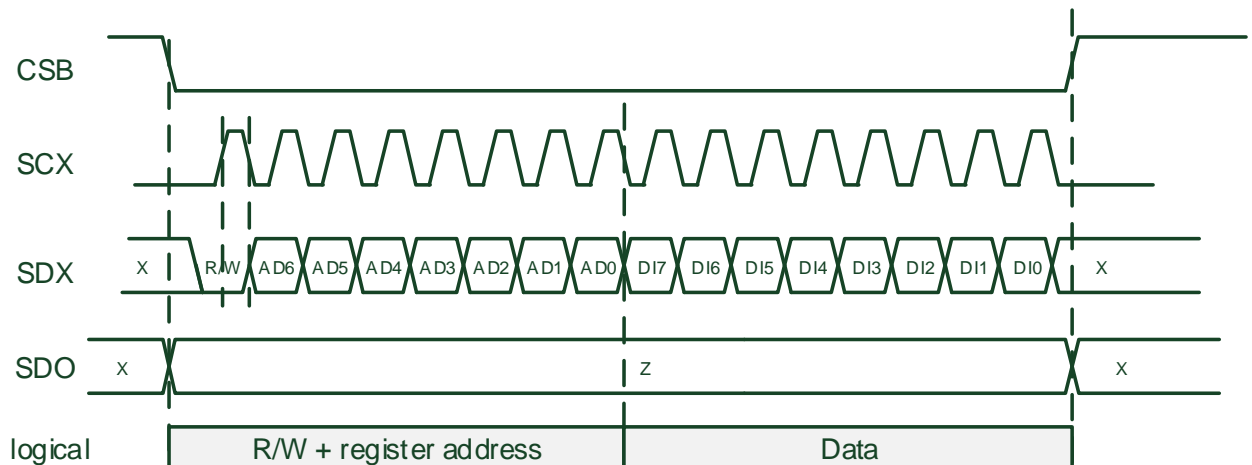 CSB
SCX
SDX X R/W AD6 AD5 AD4 AD3 AD2 AD1 AD0 DI7 DI6 DI5 DI4 DI3 DI2 DI1 DI0 X
SDO X Z X
logical R/W + register address Data